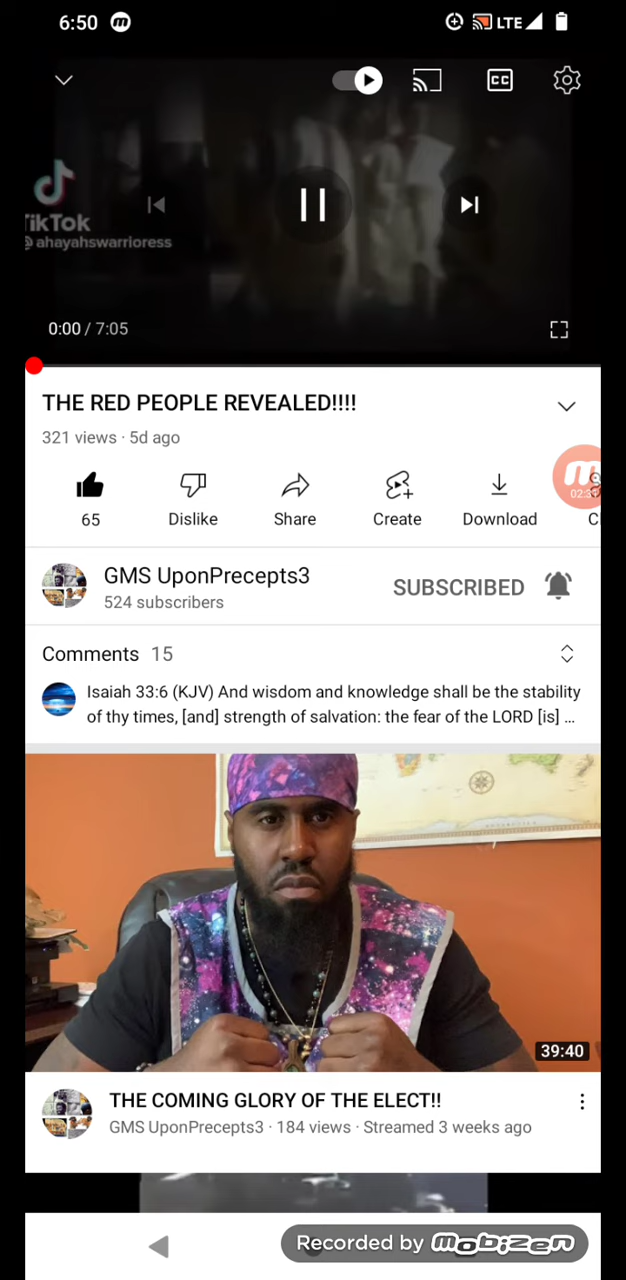 6:50
LTE
CC
TikTok
@ahayahswarrioress
0:00 / 7:05
THE RED PEOPLE REVEALED!!!!
321 views · 5d ago
65 Dislike Share Create Download C
02:3
GMS UponPrecepts3
524 subscribers
SUBSCRIBED
Comments 15
Isaiah 33:6 (KJV) And wisdom and knowledge shall be the stability
of thy times, [and] strength of salvation: the fear of the LORD [is] ...
39:40
THE COMING GLORY OF THE ELECT!!
GMS UponPrecepts3 · 184 views · Streamed 3 weeks ago
Recorded by mobizen